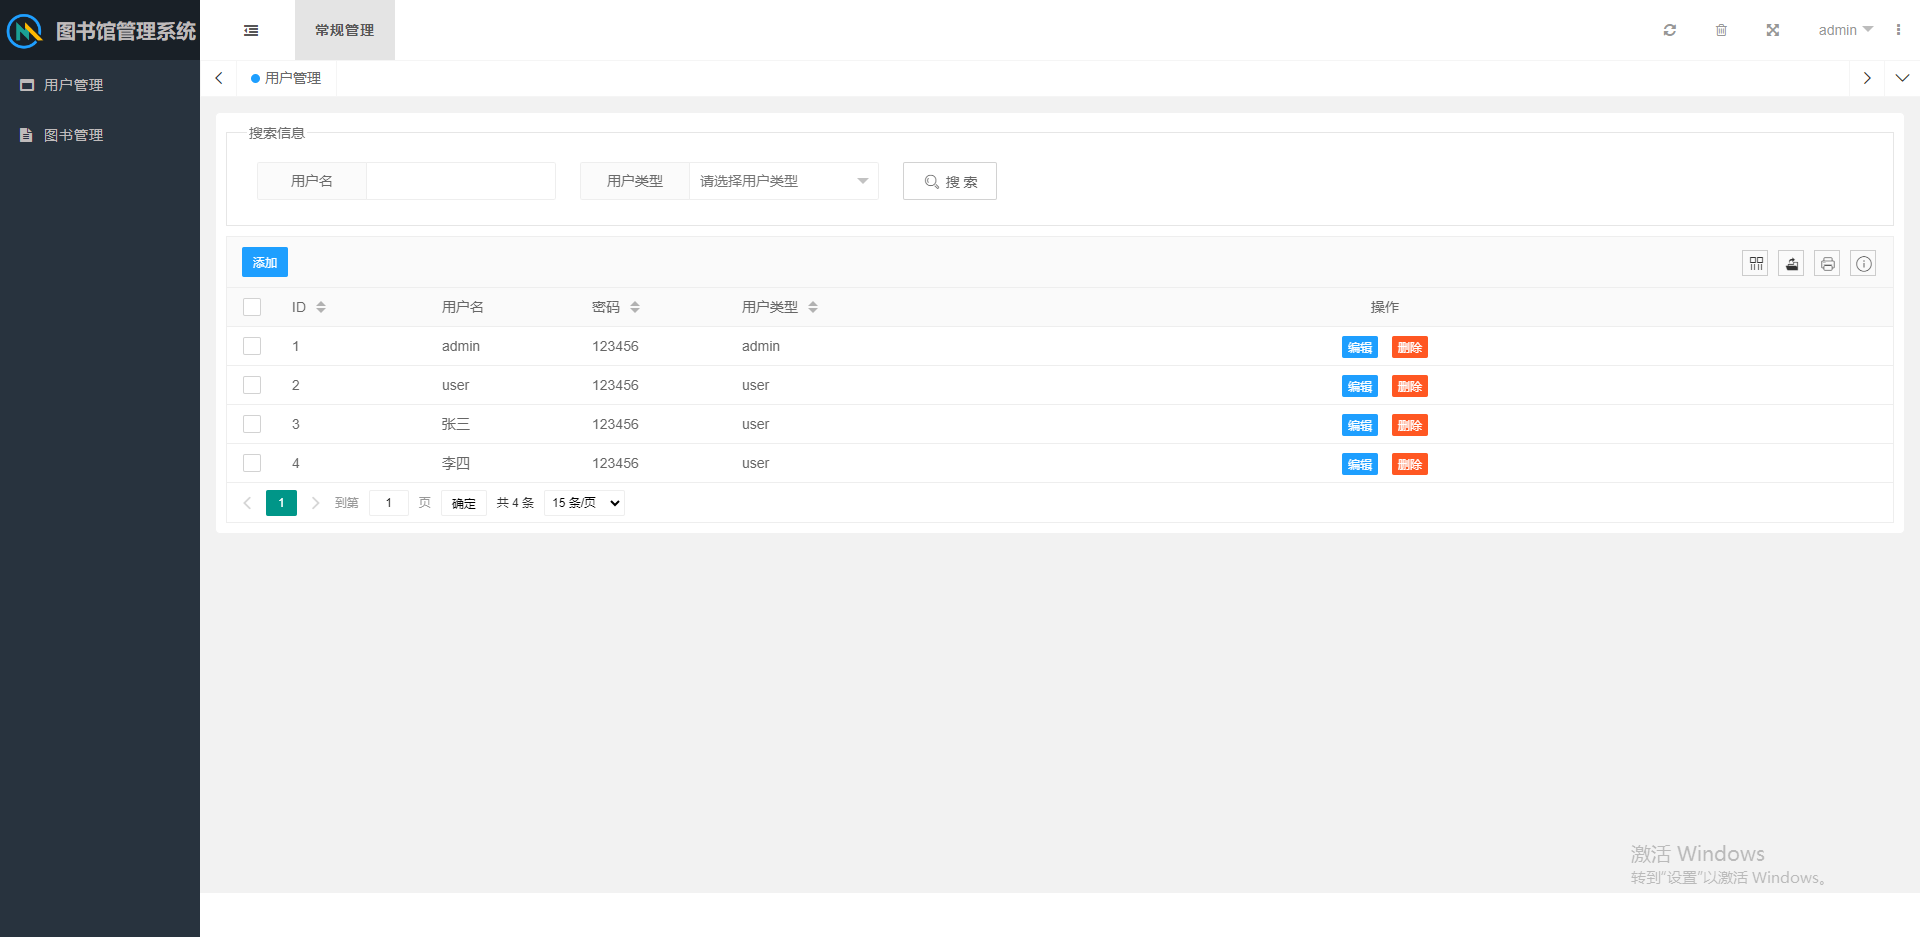 图书馆管理系统
常规管理
admin
用户管理
图书管理
用户管理
搜索信息
用户名
用户类型
请选择用户类型
搜 索
添加
ID 用户名 密码 用户类型 操作
1 admin 123456 admin 编辑 删除
2 user 123456 user 编辑 删除
3 张三 123456 user 编辑 删除
4 李四 123456 user 编辑 删除
1 到第 1 页 确定 共 4 条 15 条/页
激活 Windows
转到"设置"以激活 Windows。